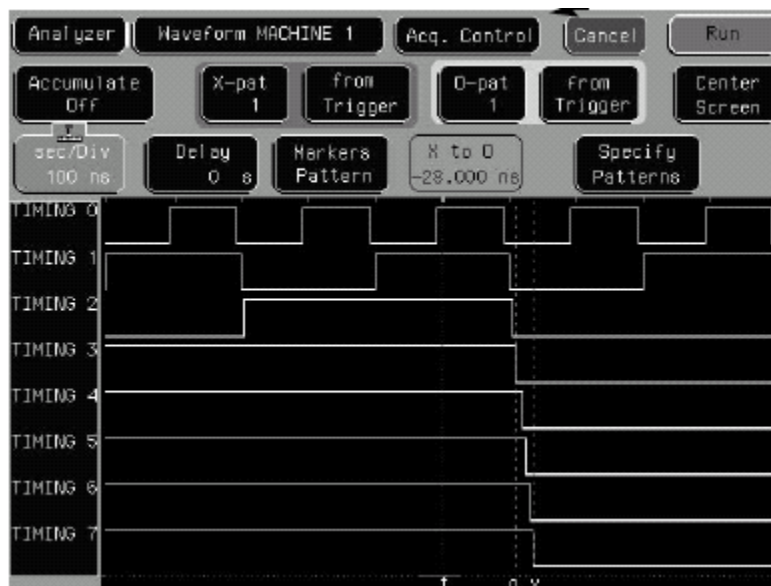 Analyzer Waveform MACHINE 1 Acq. Control Cancel Run
Accumulate Off X-pat 1 from Trigger O-pat 1 from Trigger Center Screen
sec/Div 100 ns Delay 0 s Markers Pattern X to O -28.000 ns Specify Patterns
TIMING 0
TIMING 1
TIMING 2
TIMING 3
TIMING 4
TIMING 5
TIMING 6
TIMING 7
t o x